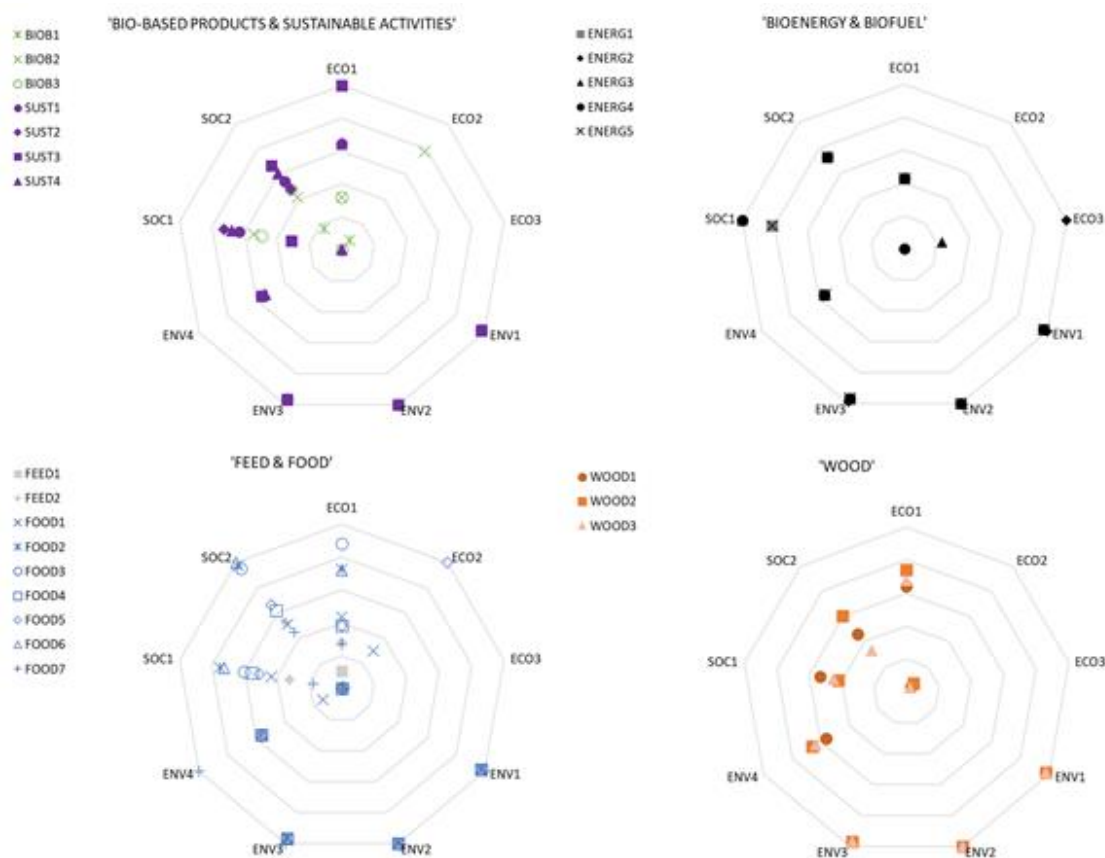 'BIO-BASED PRODUCTS & SUSTAINABLE ACTIVITIES'
BIOB1
BIOB2
BIOB3
SUST1
SUST2
SUST3
SUST4
ECO1
ECO2
ECO3
ENV1
ENV2
ENV3
ENV4
SOC1
SOC2
'BIOENERGY & BIOFUEL'
ENERG1
ENERG2
ENERG3
ENERG4
ENERG5
ECO1
ECO2
ECO3
ENV1
ENV2
ENV3
ENV4
SOC1
SOC2
'FEED & FOOD'
FEED1
FEED2
FOOD1
FOOD2
FOOD3
FOOD4
FOOD5
FOOD6
FOOD7
ECO1
ECO2
ECO3
ENV1
ENV2
ENV3
ENV4
SOC1
SOC2
'WOOD'
WOOD1
WOOD2
WOOD3
ECO1
ECO2
ECO3
ENV1
ENV2
ENV3
ENV4
SOC1
SOC2